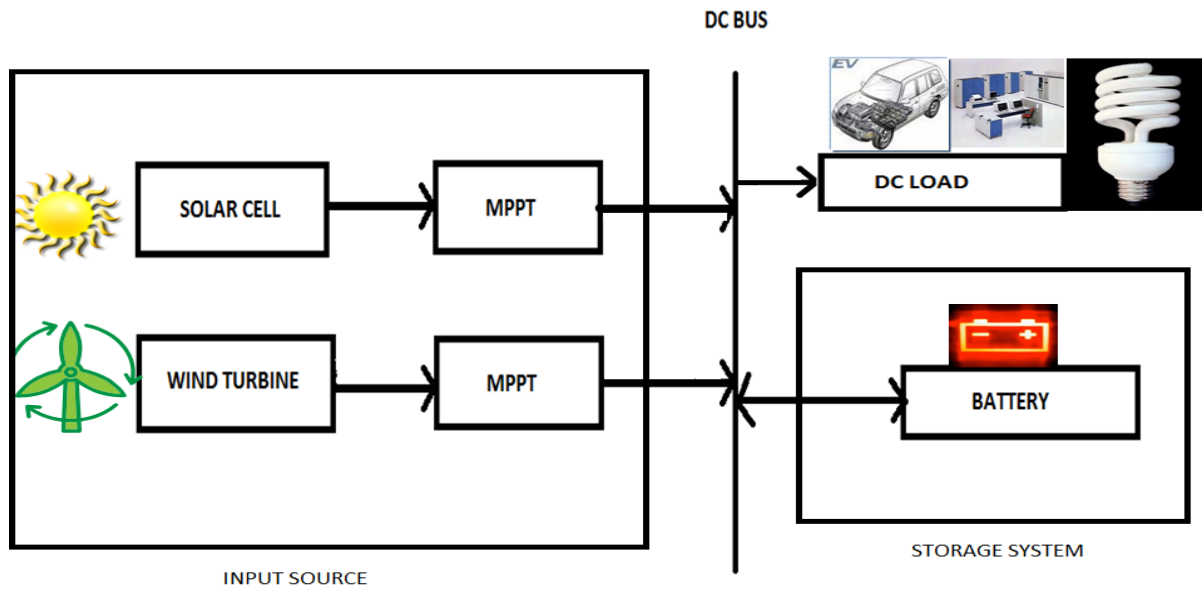 DC BUS
EV
SOLAR CELL
MPPT
DC LOAD
WIND TURBINE
MPPT
BATTERY
STORAGE SYSTEM
INPUT SOURCE